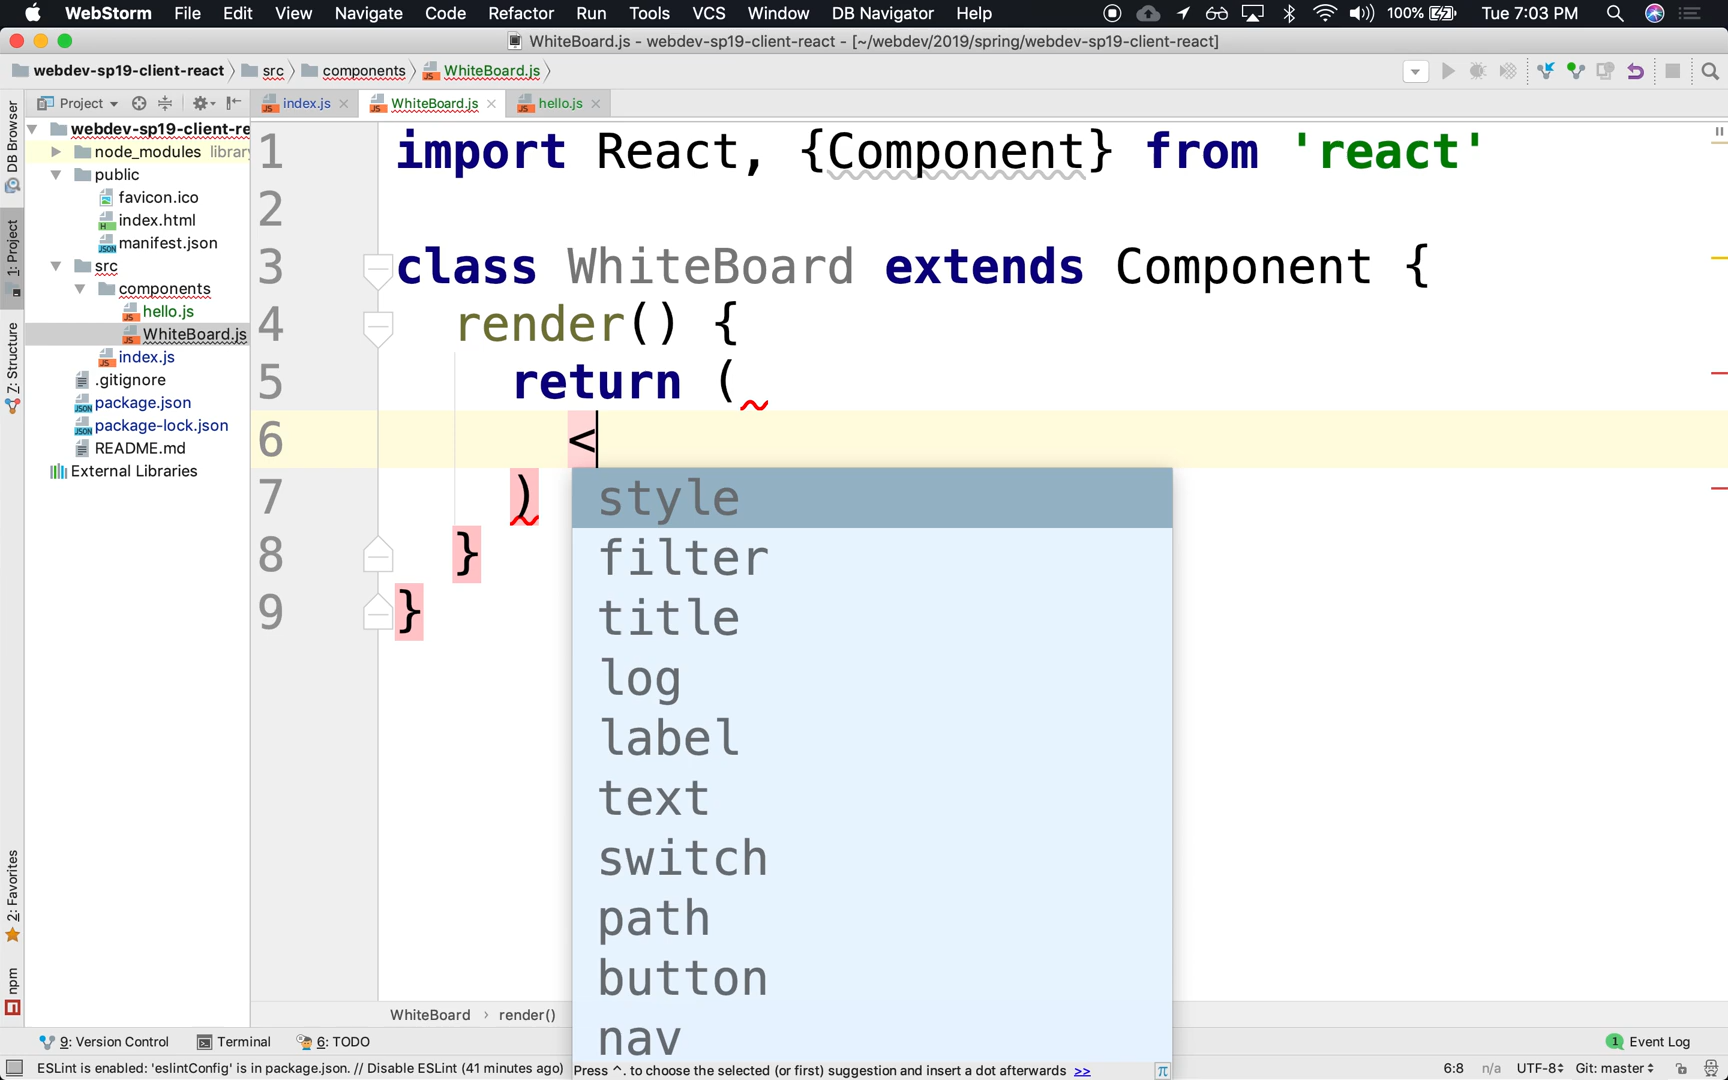 WebStorm File Edit View Navigate Code Refactor Run Tools VCS Window DB Navigator Help 100% Tue 7:03 PM
WhiteBoard.js - webdev-sp19-client-react - [~/webdev/2019/spring/webdev-sp19-client-react]
webdev-sp19-client-react src components WhiteBoard.js
Project index.js WhiteBoard.js hello.js
DB Browser
1: Project
7: Structure
2: Favorites
npm
webdev-sp19-client-re
node_modules library
public
favicon.ico
index.html
manifest.json
src
components
hello.js
WhiteBoard.js
index.js
.gitignore
package.json
package-lock.json
README.md
External Libraries
1 import React, {Component} from 'react'
2
3 class WhiteBoard extends Component {
4 render() {
5 return (
6 <
7 )
8 }
9 }
style
filter
title
log
label
text
switch
path
button
nav
Press ^. to choose the selected (or first) suggestion and insert a dot afterwards >> π
WhiteBoard › render()
9: Version Control Terminal 6: TODO 1 Event Log
ESLint is enabled: 'eslintConfig' is in package.json. // Disable ESLint (41 minutes ago) 6:8 n/a UTF-8 Git: master